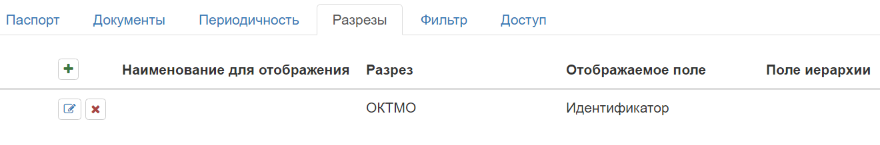 Паспорт Документы Периодичность Разрезы Фильтр Доступ
Наименование для отображения Разрез Отображаемое поле Поле иерархии
ОКТМО Идентификатор